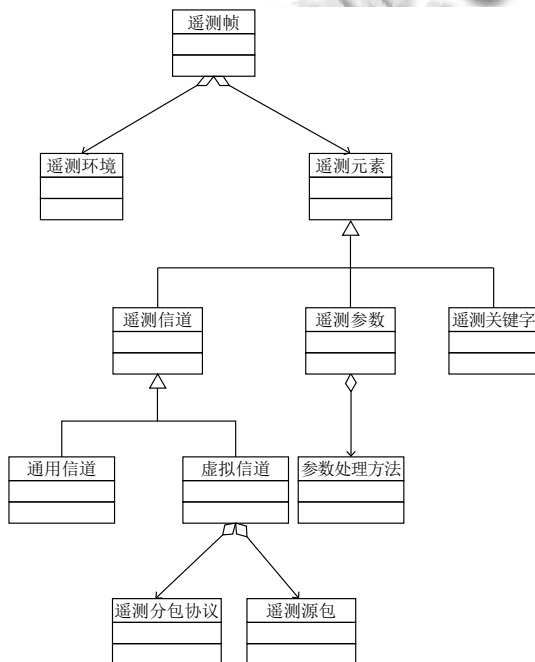 遥测帧
遥测环境
遥测元素
遥测信道
遥测参数
遥测关键字
通用信道
虚拟信道
参数处理方法
遥测分包协议
遥测源包